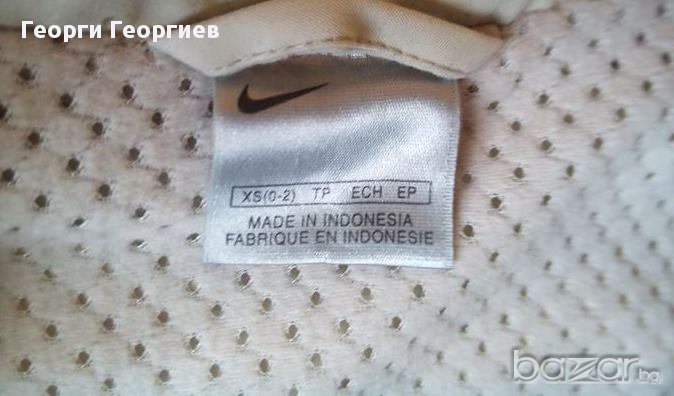 Георги Георгиев
XS(0-2) TP ECH EP
MADE IN INDONESIA
FABRIQUE EN INDONESIE
bazar.bg